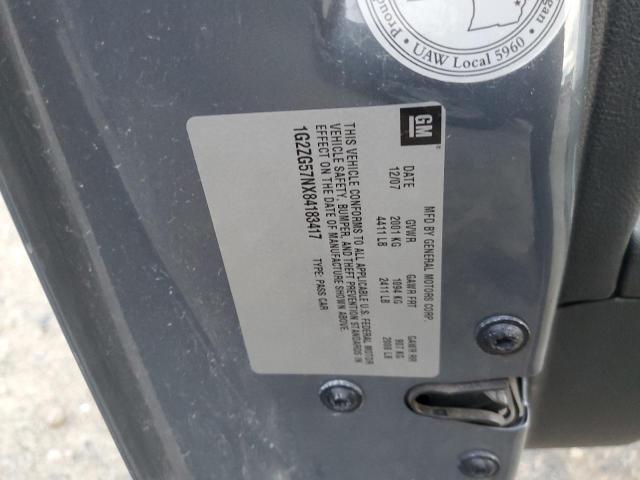 Proud
igan
UAW Local 5960
GM
MFD BY GENERAL MOTORS CORP
DATE GVWR GAWR FRT GAWR RR
12/07 2001 KG 1094 KG 907 KG
4411 LB 2411 LB 2000 LB
THIS VEHICLE CONFORMS TO ALL APPLICABLE U.S. FEDERAL MOTOR
VEHICLE SAFETY, BUMPER, AND THEFT PREVENTION STANDARDS IN
EFFECT ON THE DATE OF MANUFACTURE SHOWN ABOVE.
1G2ZG57NX84183417 TYPE: PASS CAR